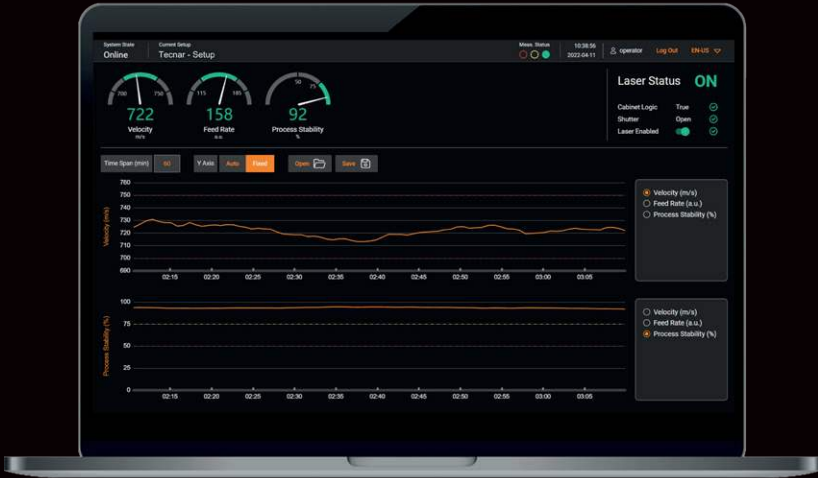 System State
Online
Current Setup
Tecnar - Setup
Meas. Status
10:38:56
2022-04-11
operator
Log Out
EN-US
700 750
722
Velocity
m/s
115 185
158
Feed Rate
a.u.
50 75
92
Process Stability
%
Laser Status ON
Cabinet Logic True
Shutter Open
Laser Enabled
Time Span (min) 60 Y Axis Auto Fixed Open Save
Velocity (m/s)
760
750
740
730
720
710
700
690
02:15 02:20 02:25 02:30 02:35 02:40 02:45 02:50 02:55 03:00 03:05
Velocity (m/s)
Feed Rate (a.u.)
Process Stability (%)
Process Stability (%)
100
75
50
25
0
02:15 02:20 02:25 02:30 02:35 02:40 02:45 02:50 02:55 03:00 03:05
Velocity (m/s)
Feed Rate (a.u.)
Process Stability (%)